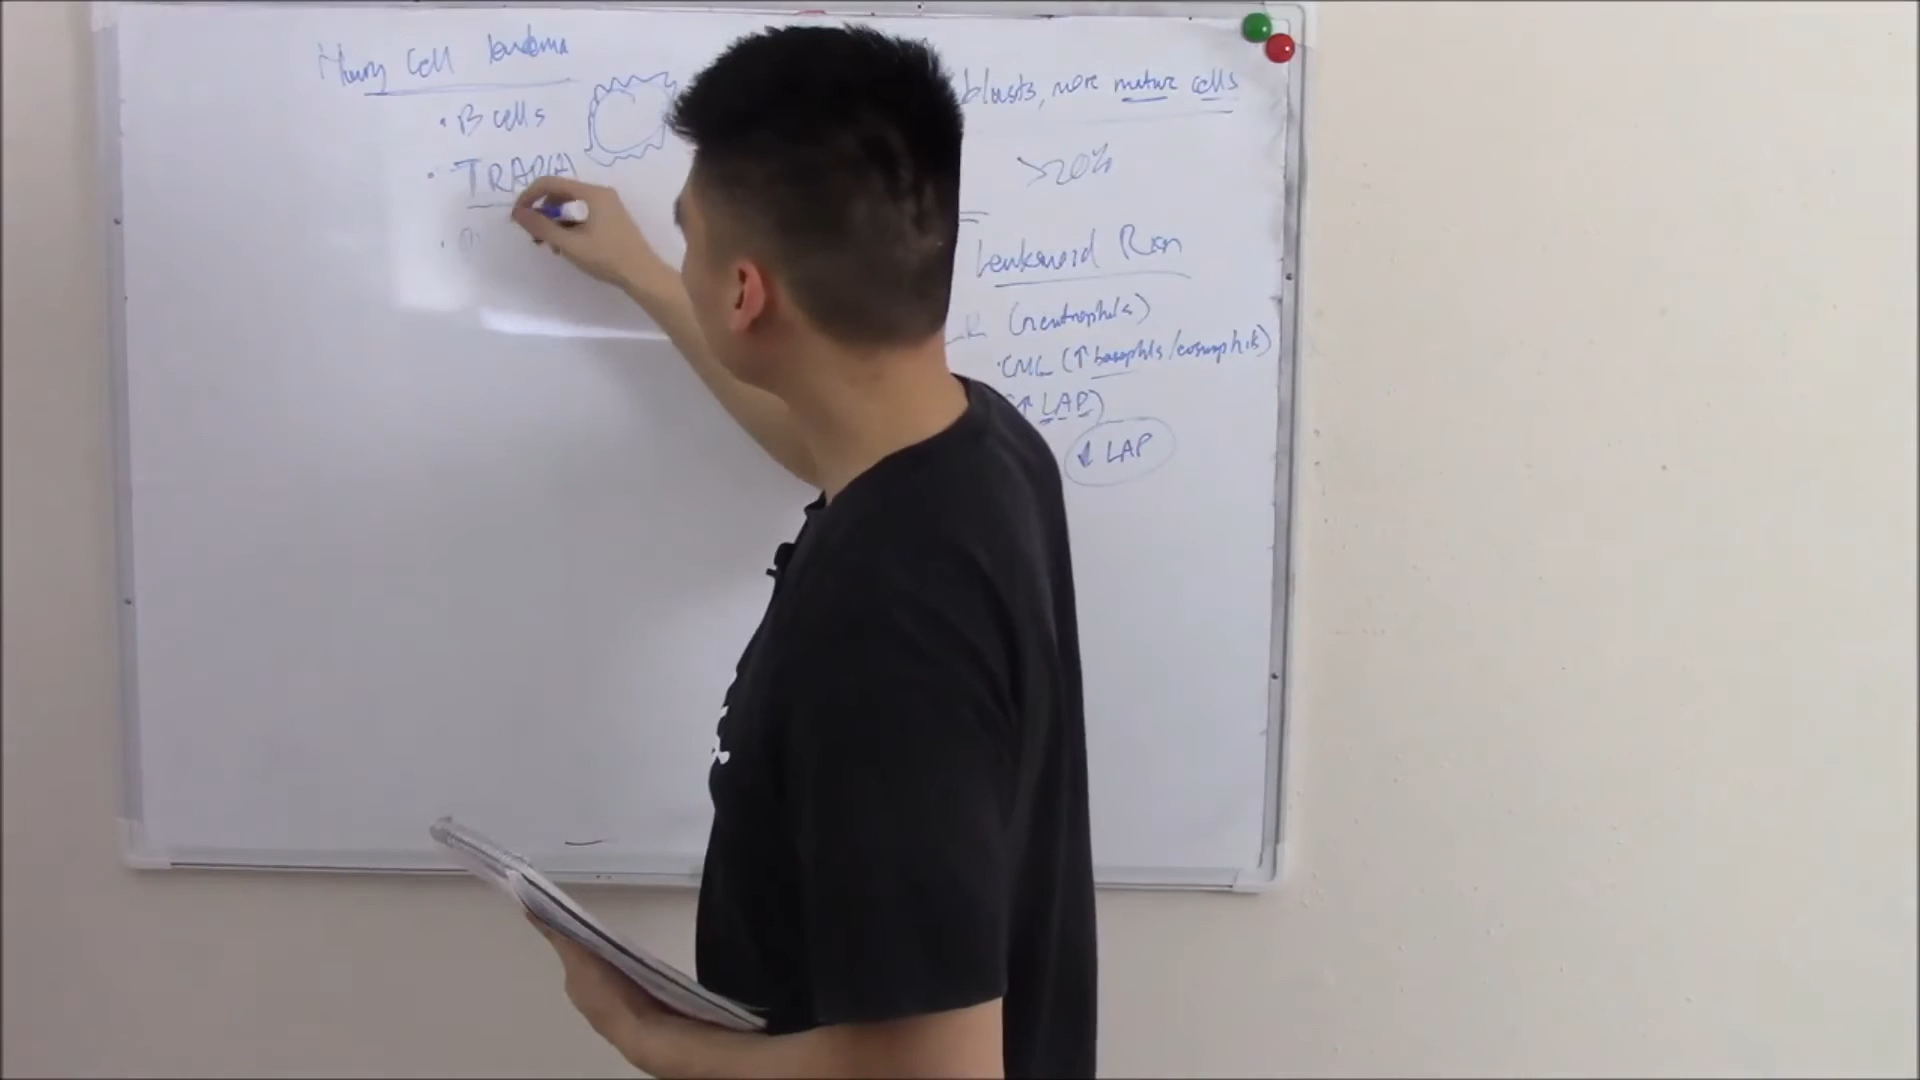 Hairy Cell leukemia
• B cells
• TRAP(+)
blasts, more mature cells
>20%
Leukemoid Rxn
(neutrophils)
• CML (↑ basophils/eosinophils)
↑ LAP)
↓ LAP